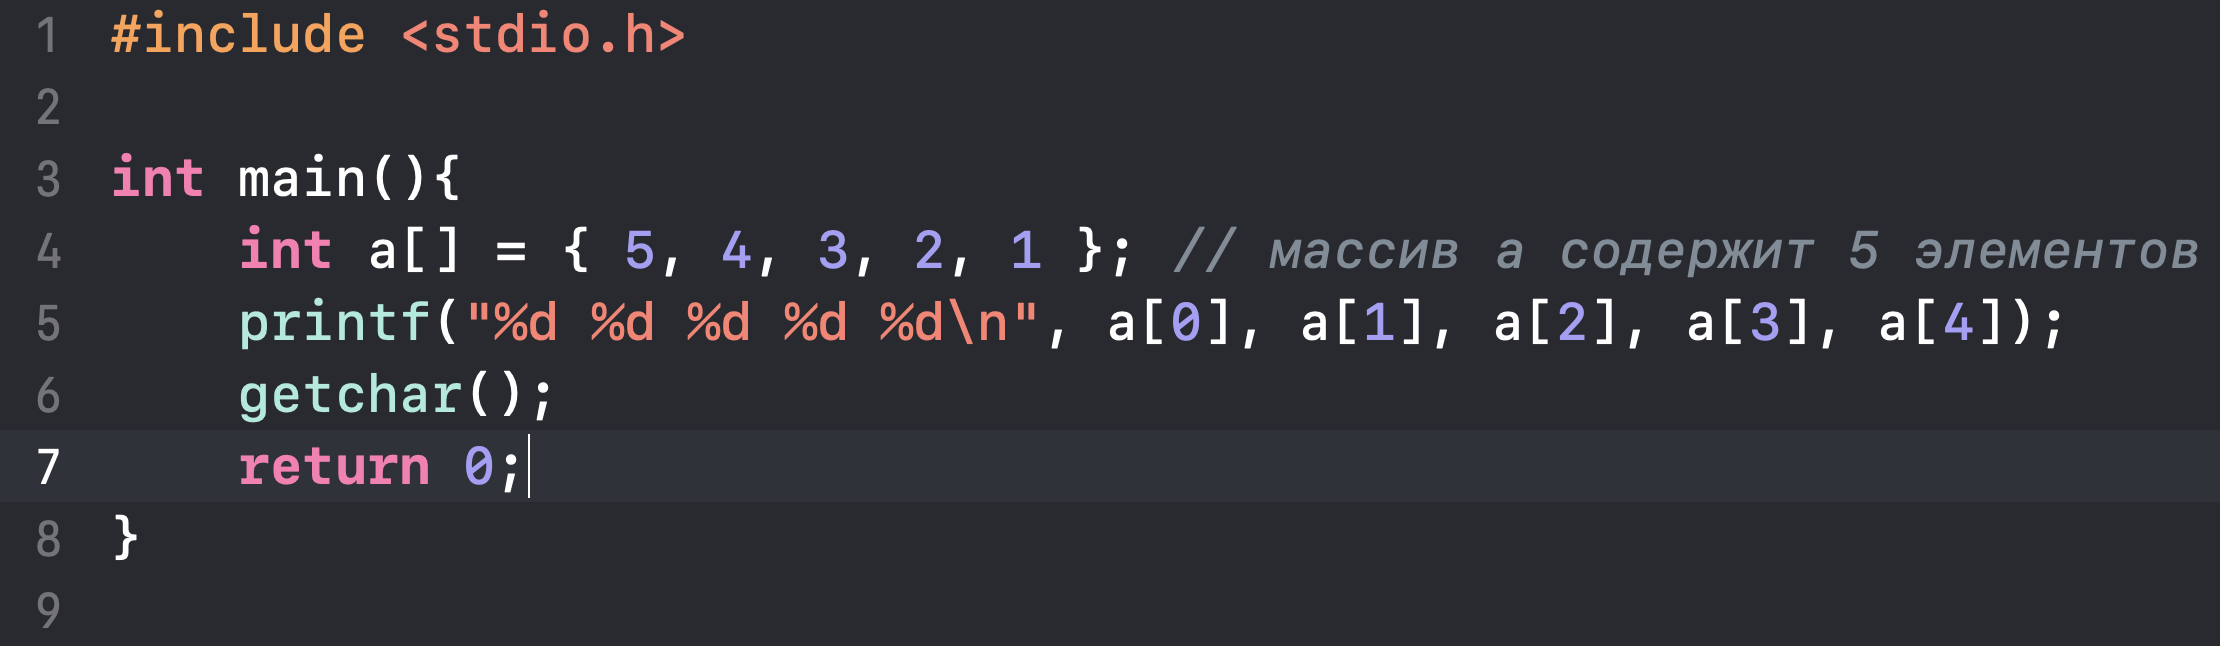 1 #include <stdio.h>
2
3 int main(){
4     int a[] = { 5, 4, 3, 2, 1 }; // массив a содержит 5 элементов
5     printf("%d %d %d %d %d\n", a[0], a[1], a[2], a[3], a[4]);
6     getchar();
7     return 0;
8 }
9